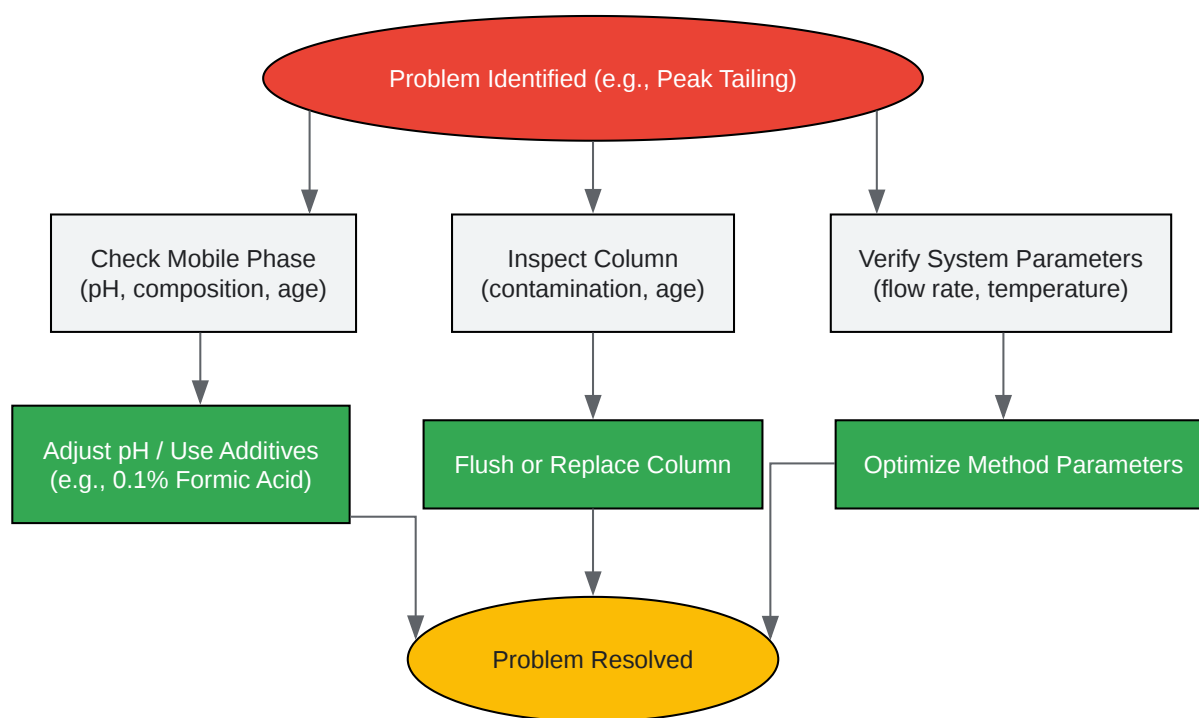 Problem Identified (e.g., Peak Tailing)
Check Mobile Phase
(pH, composition, age)
Inspect Column
(contamination, age)
Verify System Parameters
(flow rate, temperature)
Adjust pH / Use Additives
(e.g., 0.1% Formic Acid)
Flush or Replace Column
Optimize Method Parameters
Problem Resolved